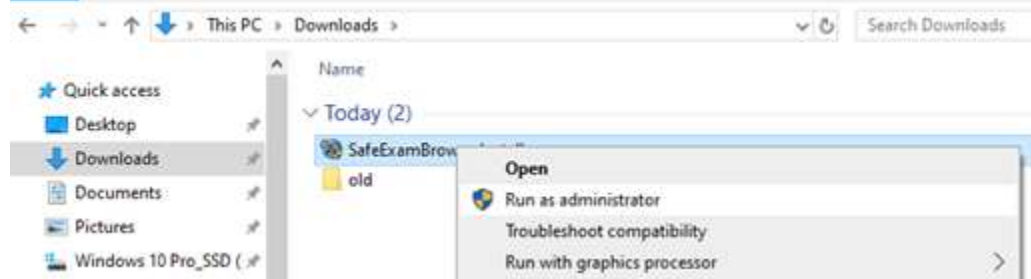 This PC > Downloads >
Search Downloads
Name
Quick access
Today (2)
Desktop
SafeExamBrow
Downloads
Open
old
Documents
Run as administrator
Pictures
Troubleshoot compatibility
Windows 10 Pro_SSD (
Run with graphics processor